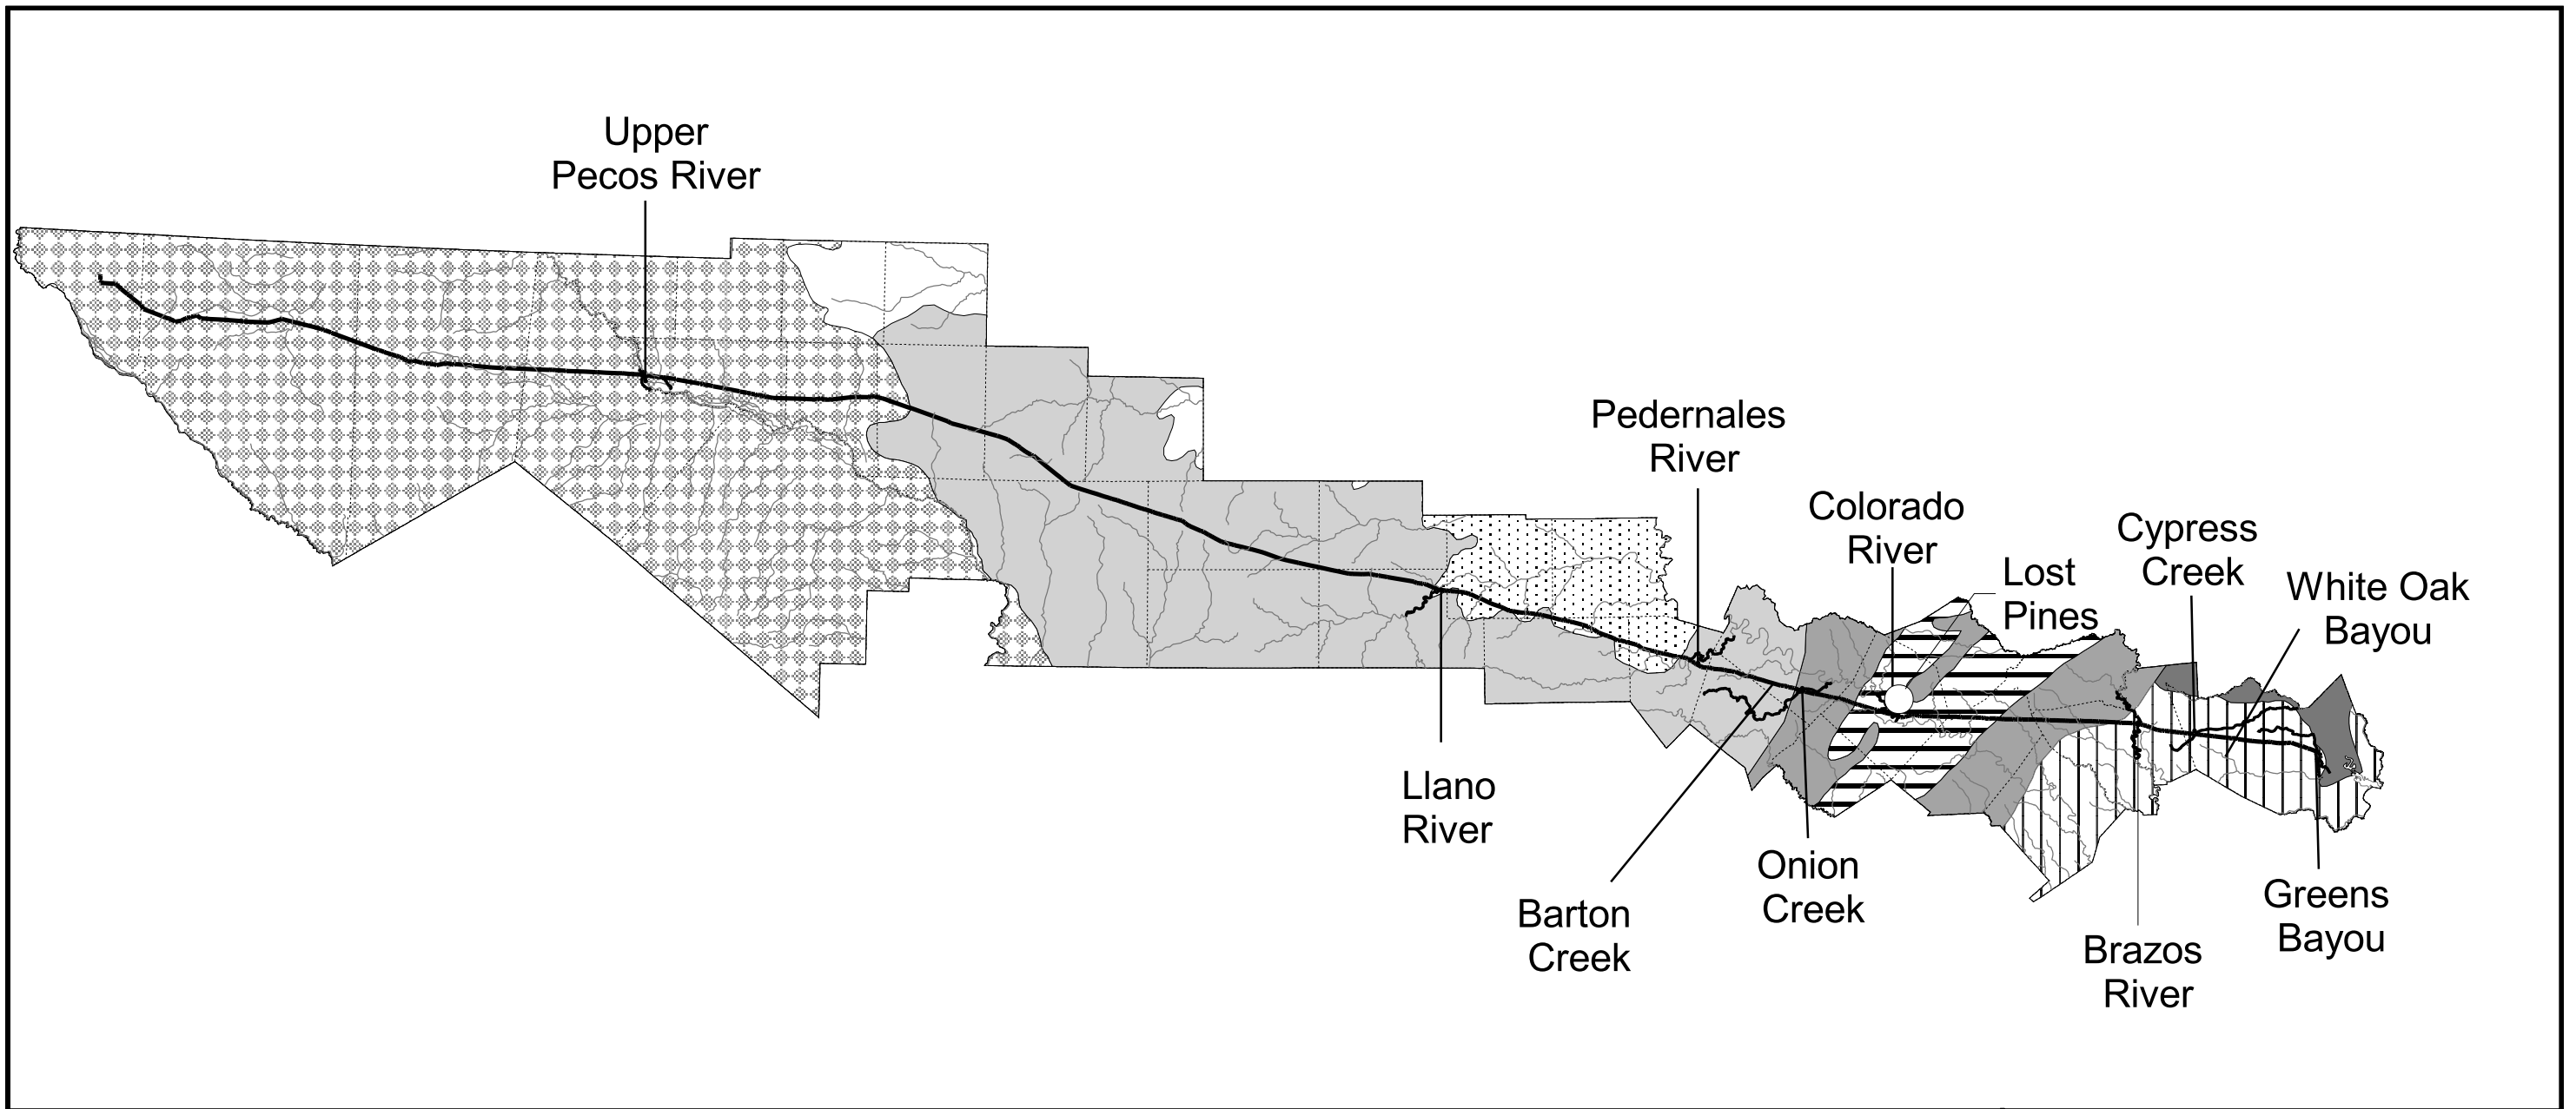 Upper
Pecos River
Pedernales
River
Colorado
River
Lost
Pines
Cypress
Creek
White Oak
Bayou
Llano
River
Barton
Creek
Onion
Creek
Brazos
River
Greens
Bayou